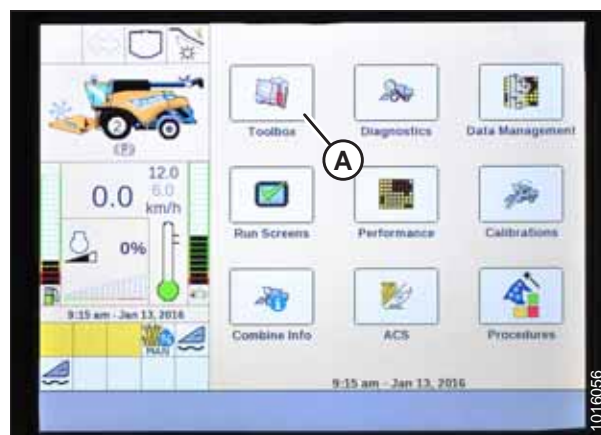 Toolbox
Diagnostics
Data Management
A
2
(P)
12.0
6.0
0.0
km/h
Run Screens
Performance
Calibrations
0%
9:15 am - Jan 13, 2016
MAN
Combine Info
ACS
Procedures
9:15 am - Jan 13, 2016
1016056